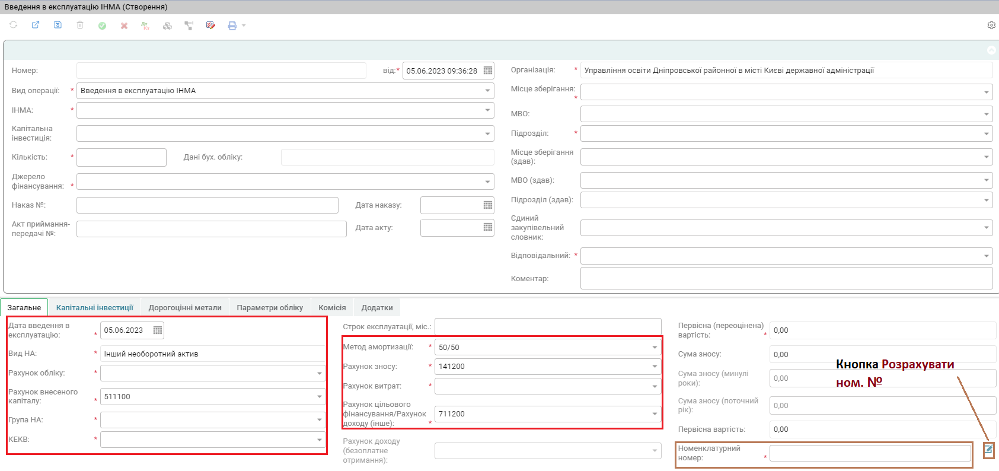 Введення в експлуатацію ІНМА (Створення)
Дт
Кт
Номер:
від:* 05.06.2023 09:36:28
Вид операції: * Введення в експлуатацію ІНМА
ІНМА: *
Капітальна
інвестиція:
Кількість: * Дані бух. обліку:
Джерело
фінансування: *
Наказ №: Дата наказу:
Акт приймання-
передачі №: Дата акту:
Організація: * Управління освіти Дніпровської районної в місті Києві державної адміністрації
Місце зберігання:
*
МВО:
Підрозділ: *
Місце зберігання
(здав):
МВО (здав):
Підрозділ (здав):
Єдиний
закупівельний
словник:
Відповідальний: *
Коментар:
Загальне Капітальні інвестиції Дорогоцінні метали Параметри обліку Комісія Додатки
Дата введення в
експлуатацію: * 05.06.2023
Вид НА: * Інший необоротний актив
Рахунок обліку: *
Рахунок внесеного
капіталу: * 511100
Група НА: *
КЕКВ: *
Строк експлуатації, міс.:
Метод амортизації: * 50/50
Рахунок зносу: * 141200
Рахунок витрат: *
Рахунок цільового
фінансування/Рахунок
доходу (інше): * 711200
Рахунок доходу
(безоплатне
отримання):
Первісна (переоцінена)
вартість: * 0,00
Сума зносу: 0,00
Сума зносу (минулі
роки): 0,00
Сума зносу (поточний
рік): 0,00
Первісна вартість: 0,00
Номенклатурний
номер: *
Кнопка Розрахувати
ном. №